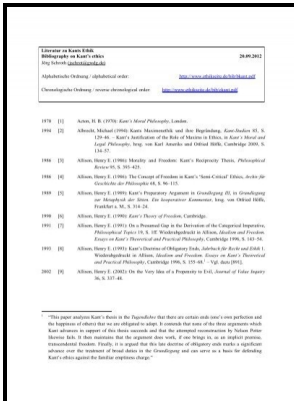 Literatur zu Kants Ethik
Bibliography on Kant's ethics 20.09.2012
Jörg Schroth (jschrot@gwdg.de)
Alphabetische Ordnung / alphabetical order: http://www.ethikseite.de/bib/bkant.pdf
Chronologische Ordnung / reverse chronological order:
1970 [1] Acton, H. B. (1970): Kant's Moral Philosophy, London.
1994 [2] Albrecht, Michael (1994): Kants Maximenethik und ihre Begründung, Kant-Studien 85, S.
129–46. – Kant's Justification of the Role of Maxims in Ethics, in Kant's Moral and
Legal Philosophy, hrsg. von Karl Ameriks und Otfried Höffe, Cambridge 2009, S.
134–57.
1986 [3] Allison, Henry E. (1986): Morality and Freedom: Kant's Reciprocity Thesis, Philosophical
Review 95, S. 393–425.
1986 [4] Allison, Henry E. (1986): The Concept of Freedom in Kant's "Semi-Critical" Ethics, Archiv für
Geschichte der Philosophie 68, S. 96–115.
1989 [5] Allison, Henry E. (1989): Kant's Preparatory Argument in Grundlegung III, in Grundlegung
zur Metaphysik der Sitten. Ein kooperativer Kommentar, hrsg. von Otfried Höffe,
Frankfurt a. M., S. 314–24.
1990 [6] Allison, Henry E. (1990): Kant's Theory of Freedom, Cambridge.
1991 [7] Allison, Henry E. (1991): On a Presumed Gap in the Derivation of the Categorical Imperative,
Philosophical Topics 19, S. 1ff. Wiederabgedruckt in Allison, Idealism and Freedom.
Essays on Kant's Theoretical and Practical Philosophy, Cambridge 1996, S. 143–54.
1993 [8] Allison, Henry E. (1993): Kant's Doctrine of Obligatory Ends, Jahrbuch für Recht und Ethik 1.
Wiederabgedruckt in Allison, Idealism and Freedom. Essays on Kant's Theoretical
and Practical Philosophy, Cambridge 1996, S. 155–68.¹ – Vgl. dazu [89].
2002 [9] Allison, Henry E. (2002): On the Very Idea of a Propensity to Evil, Journal of Value Inquiry
36, S. 337–48.
¹ "This paper analyzes Kant's thesis in the Tugendlehre that there are certain ends (one's own perfection and
the happiness of others) that we are obligated to adopt. It contends that none of the three arguments which
Kant advances in support of this thesis succeeds and that the attempted reconstruction by Nelson Potter
likewise fails. It then maintains that the argument does work, if one brings in, as an implicit premise,
transcendental freedom. Finally, it is argued that this late doctrine of obligatory ends marks a significant
advance over the treatment of broad duties in the Grundlegung and can serve as a basis for defending
Kant's ethics against the familiar emptiness charge."